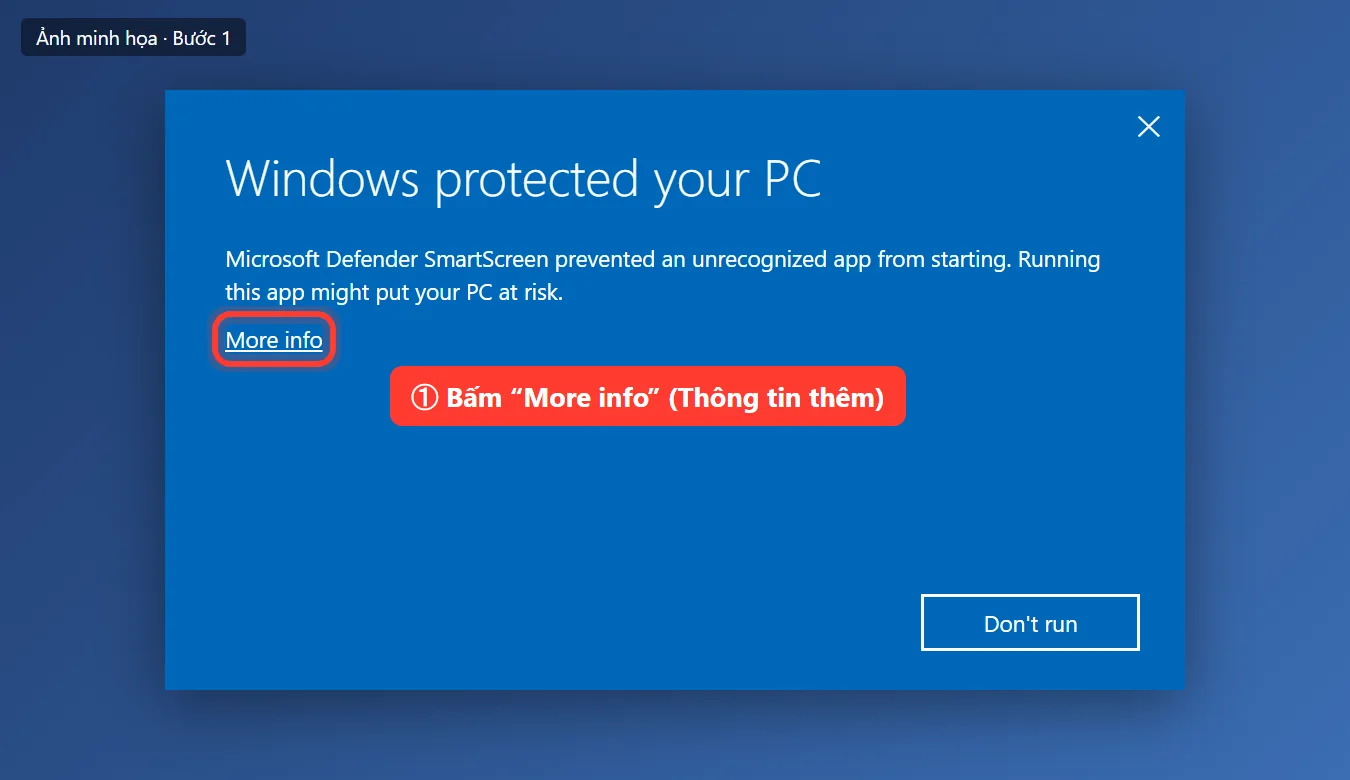 Ảnh minh họa · Bước 1
Windows protected your PC
Microsoft Defender SmartScreen prevented an unrecognized app from starting. Running
this app might put your PC at risk.
More info
① Bấm “More info” (Thông tin thêm)
Don't run